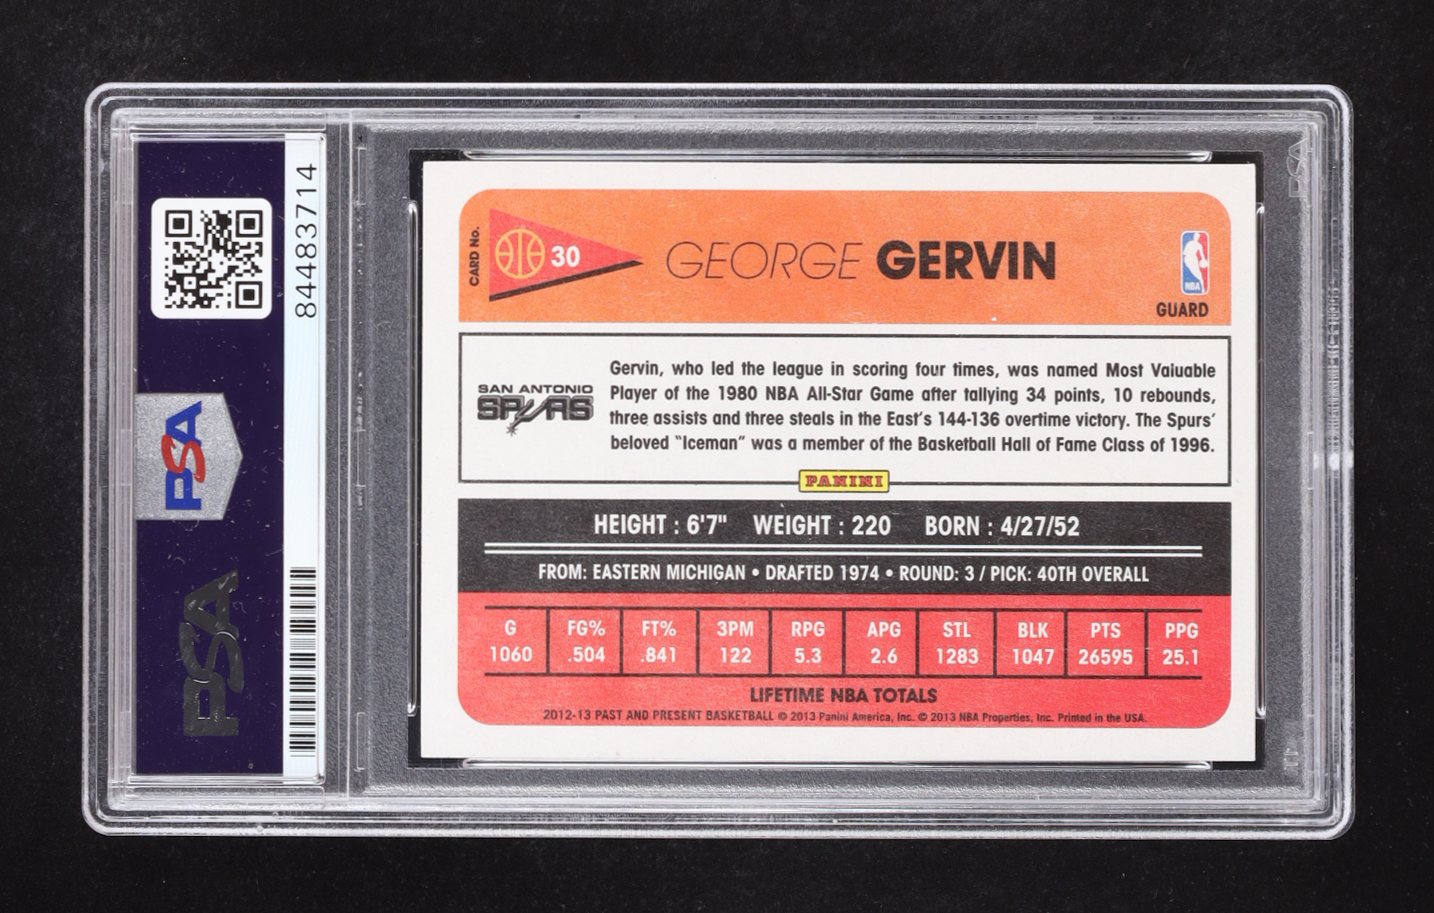 84483714
PSA
PSA
PSA
CARD No.
30
GEORGE GERVIN
NBA
GUARD
SAN ANTONIO
SPURS
Gervin, who led the league in scoring four times, was named Most Valuable
Player of the 1980 NBA All-Star Game after tallying 34 points, 10 rebounds,
three assists and three steals in the East's 144-136 overtime victory. The Spurs'
beloved "Iceman" was a member of the Basketball Hall of Fame Class of 1996.
PANINI
HEIGHT : 6'7" WEIGHT : 220 BORN : 4/27/52
FROM: EASTERN MICHIGAN • DRAFTED 1974 • ROUND: 3 / PICK: 40TH OVERALL
G FG% FT% 3PM RPG APG STL BLK PTS PPG
1060 .504 .841 122 5.3 2.6 1283 1047 26595 25.1
LIFETIME NBA TOTALS
2012-13 PAST AND PRESENT BASKETBALL © 2013 Panini America, Inc. © 2013 NBA Properties, Inc. Printed in the USA.